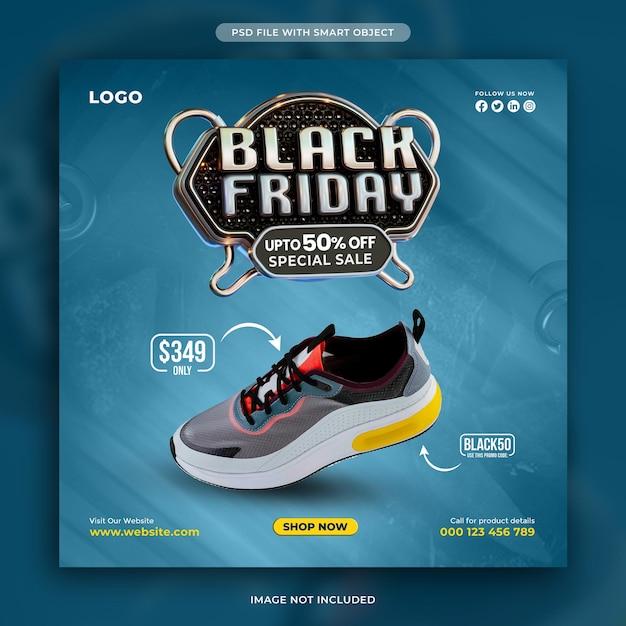 PSD FILE WITH SMART OBJECT
LOGO
FOLLOW US NOW
BLACK
FRIDAY
UPTO 50% OFF
SPECIAL SALE
$349
ONLY
BLACK50
USE THIS PROMO CODE
Visit Our Website
www.website.com
SHOP NOW
Call for product details
000 123 456 789
IMAGE NOT INCLUDED